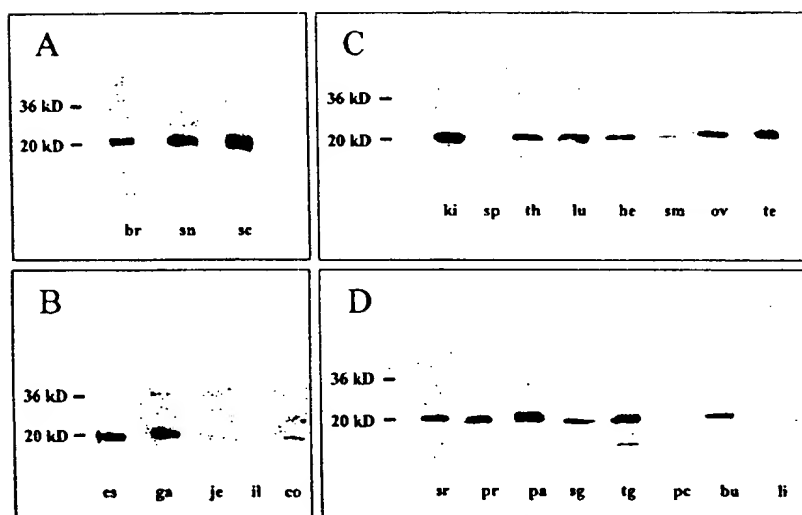 A
36 kD –
20 kD –
br sn sc
C
36 kD –
20 kD –
ki sp th lu he sm ov te
B
36 kD –
20 kD –
es ga je il co
D
36 kD –
20 kD –
sr pr pa sg tg pc bu li